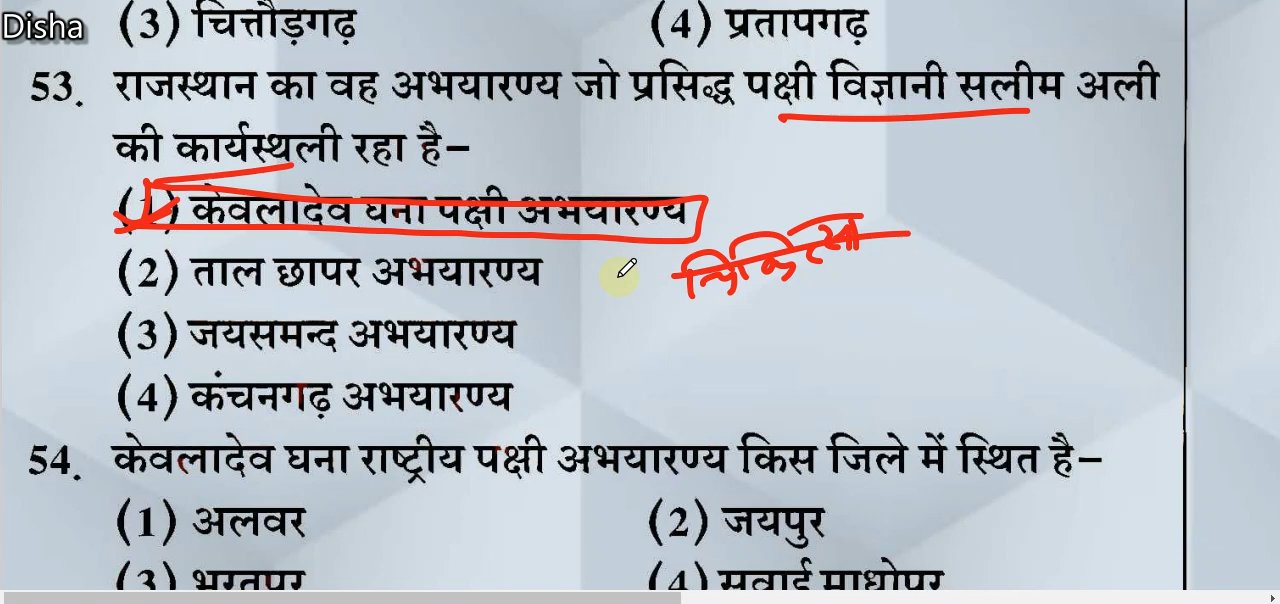 Disha
(3) चित्तौड़गढ़ (4) प्रतापगढ़
53. राजस्थान का वह अभयारण्य जो प्रसिद्ध पक्षी विज्ञानी सलीम अली
की कार्यस्थली रहा है–
(1) केवलादेव घना पक्षी अभयारण्य
(2) ताल छापर अभयारण्य
(3) जयसमन्द अभयारण्य
(4) कंचनगढ़ अभयारण्य
54. केवलादेव घना राष्ट्रीय पक्षी अभयारण्य किस जिले में स्थित है–
(1) अलवर (2) जयपुर
(3) भरतपुर (4) सवाई माधोपुर